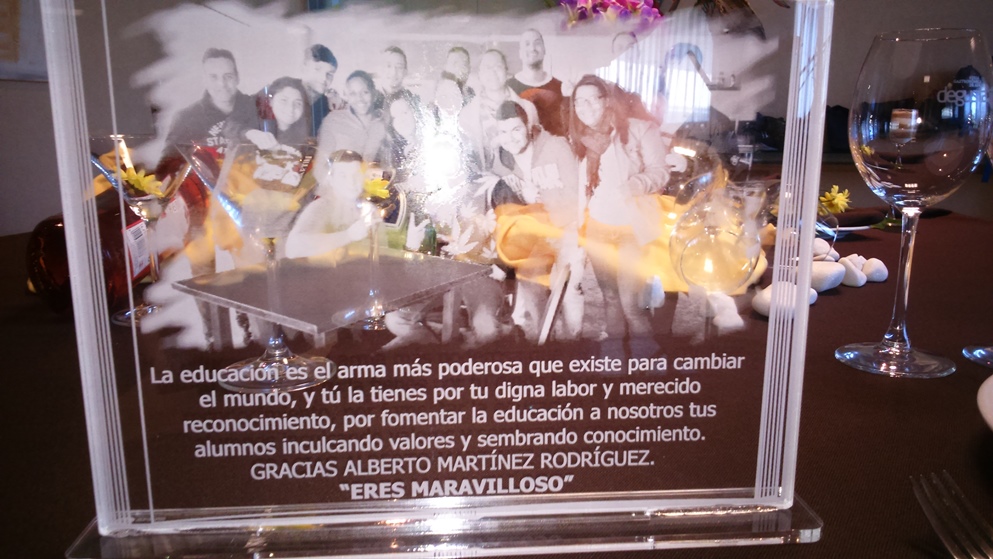 La educación es el arma más poderosa que existe para cambiar
el mundo, y tú la tienes por tu digna labor y merecido
reconocimiento, por fomentar la educación a nosotros tus
alumnos inculcando valores y sembrando conocimiento.
GRACIAS ALBERTO MARTÍNEZ RODRÍGUEZ.
“ERES MARAVILLOSO”